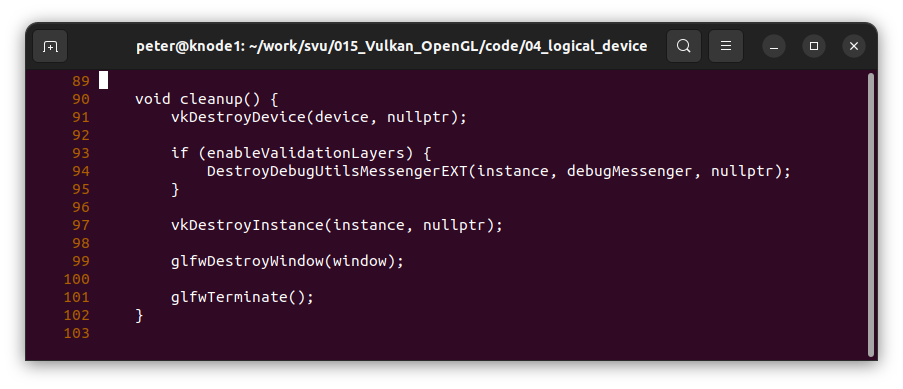 peter@knode1: ~/work/svu/015_Vulkan_OpenGL/code/04_logical_device
89
90     void cleanup() {
91         vkDestroyDevice(device, nullptr);
92
93         if (enableValidationLayers) {
94             DestroyDebugUtilsMessengerEXT(instance, debugMessenger, nullptr);
95         }
96
97         vkDestroyInstance(instance, nullptr);
98
99         glfwDestroyWindow(window);
100
101         glfwTerminate();
102     }
103